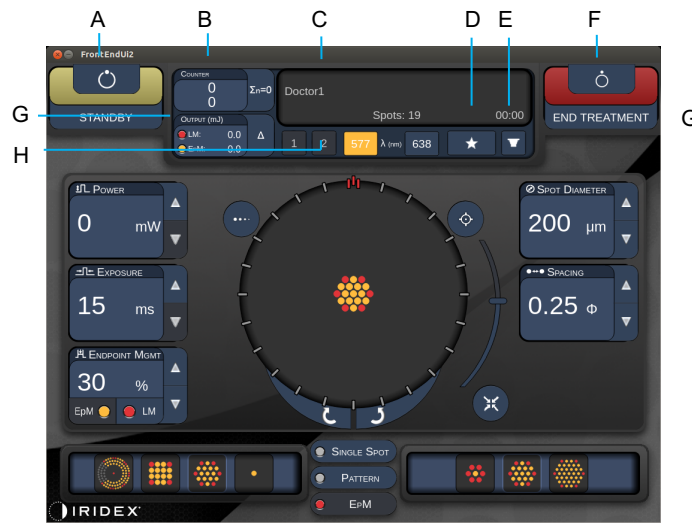 A
B
C
D
E
F
FrontEndUi2
STANDBY
COUNTER
0
0
Σn=0
OUTPUT (mJ)
LM: 0.0
EPM: 0.0
Δ
Doctor1
Spots: 19 00:00
1 2 577 λ (nm) 638
END TREATMENT
G
H
G
POWER
0 mW
EXPOSURE
15 ms
ENDPOINT MGMT
30 %
EpM LM
SPOT DIAMETER
200 μm
SPACING
0.25 Φ
SINGLE SPOT
PATTERN
EPM
IRIDEX